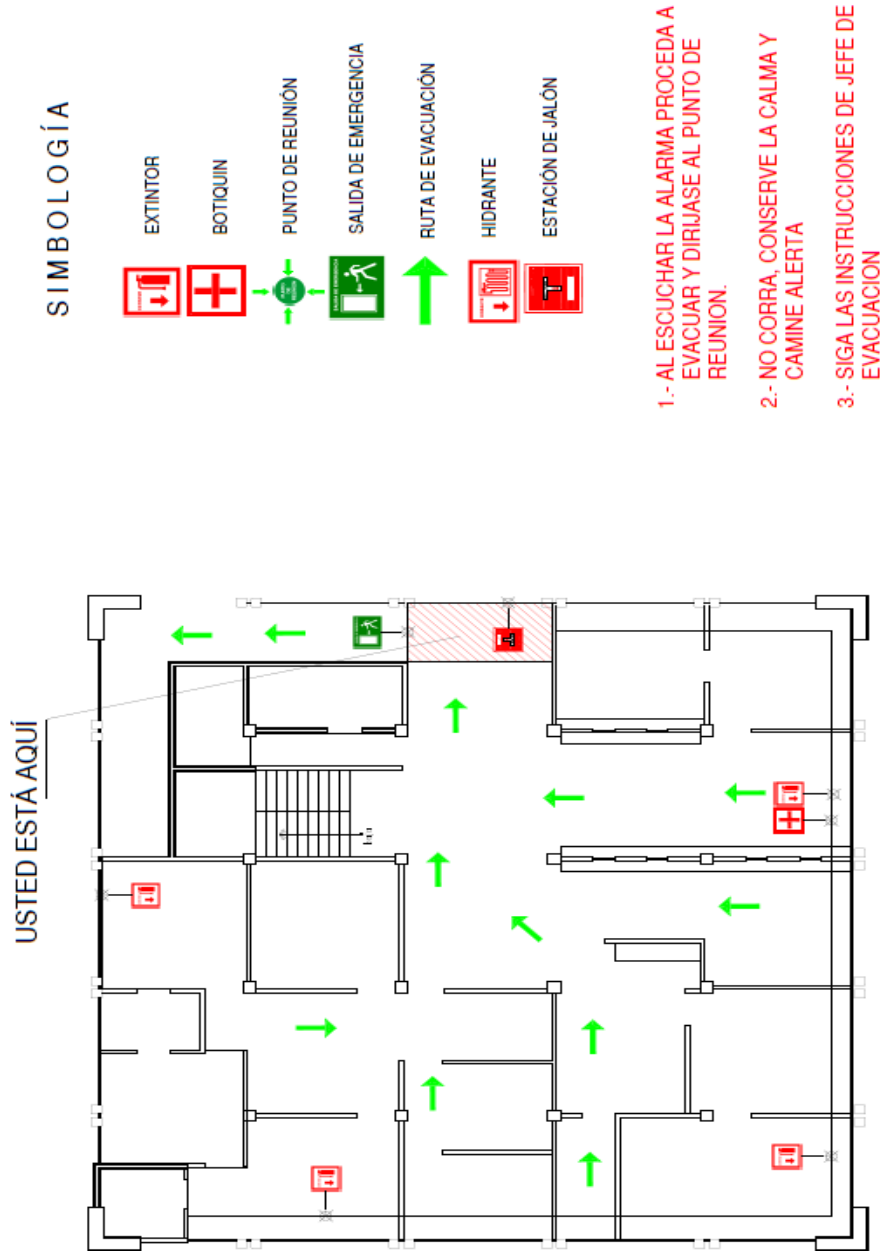 USTED ESTÁ AQUÍ
SIMBOLOGÍA
EXTINTOR
BOTIQUIN
PUNTO DE REUNIÓN
SALIDA DE EMERGENCIA
RUTA DE EVACUACIÓN
HIDRANTE
ESTACIÓN DE JALÓN
1.- AL ESCUCHAR LA ALARMA PROCEDA A
EVACUAR Y DIRIJASE AL PUNTO DE
REUNION.
2.- NO CORRA, CONSERVE LA CALMA Y
CAMINE ALERTA
3.- SIGA LAS INSTRUCCIONES DE JEFE DE
EVACUACION